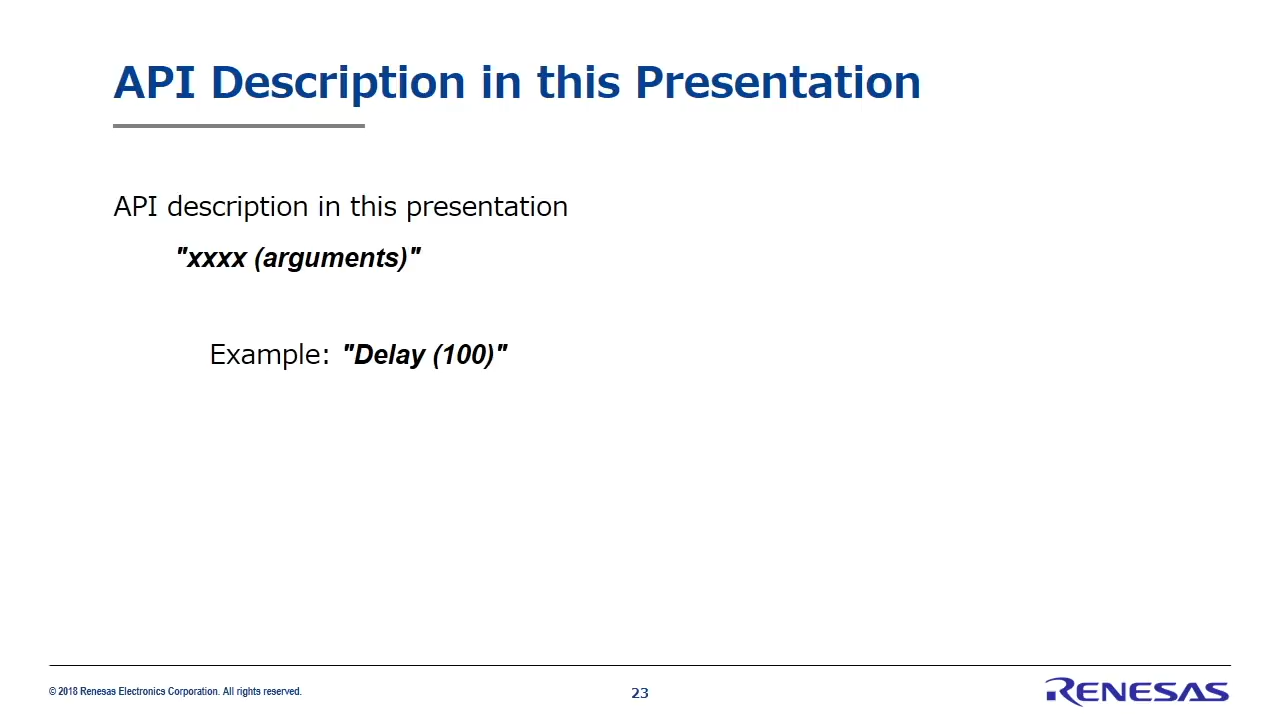 API Description in this Presentation
API description in this presentation
"xxxx (arguments)"
Example: "Delay (100)"
© 2018 Renesas Electronics Corporation. All rights reserved.
23
RENESAS